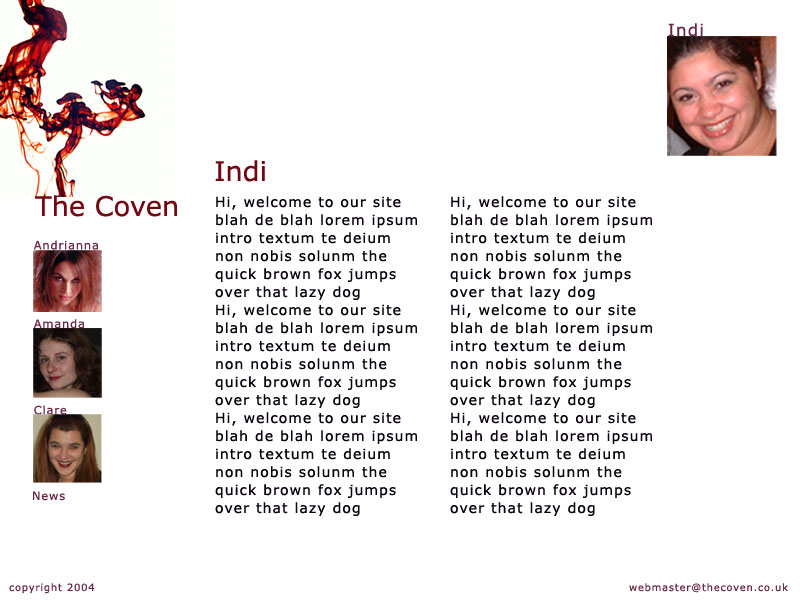 Indi
Indi
The Coven
Andrianna
Amanda
Clare
News
Hi, welcome to our site
blah de blah lorem ipsum
intro textum te deium
non nobis solunm the
quick brown fox jumps
over that lazy dog
Hi, welcome to our site
blah de blah lorem ipsum
intro textum te deium
non nobis solunm the
quick brown fox jumps
over that lazy dog
Hi, welcome to our site
blah de blah lorem ipsum
intro textum te deium
non nobis solunm the
quick brown fox jumps
over that lazy dog
Hi, welcome to our site
blah de blah lorem ipsum
intro textum te deium
non nobis solunm the
quick brown fox jumps
over that lazy dog
Hi, welcome to our site
blah de blah lorem ipsum
intro textum te deium
non nobis solunm the
quick brown fox jumps
over that lazy dog
Hi, welcome to our site
blah de blah lorem ipsum
intro textum te deium
non nobis solunm the
quick brown fox jumps
over that lazy dog
copyright 2004
webmaster@thecoven.co.uk